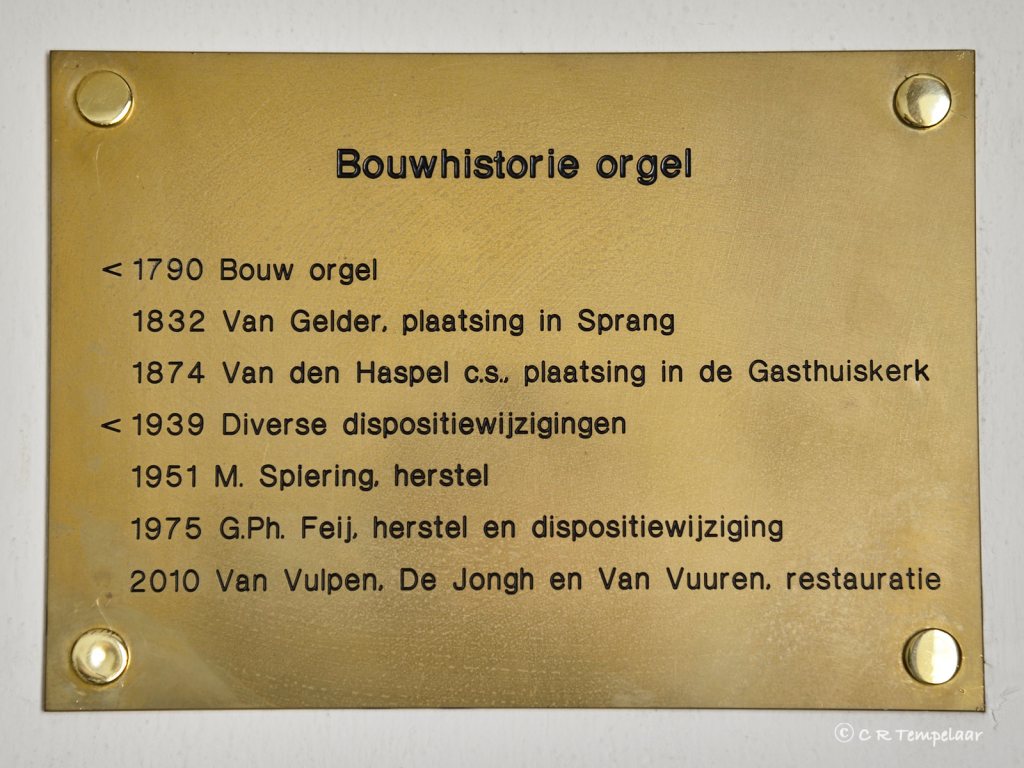 Bouwhistorie orgel
< 1790 Bouw orgel
1832 Van Gelder, plaatsing in Sprang
1874 Van den Haspel c.s., plaatsing in de Gasthuiskerk
< 1939 Diverse dispositiewijzigingen
1951 M. Spiering, herstel
1975 G.Ph. Feij, herstel en dispositiewijziging
2010 Van Vulpen, De Jongh en Van Vuuren, restauratie
© C R Tempelaar